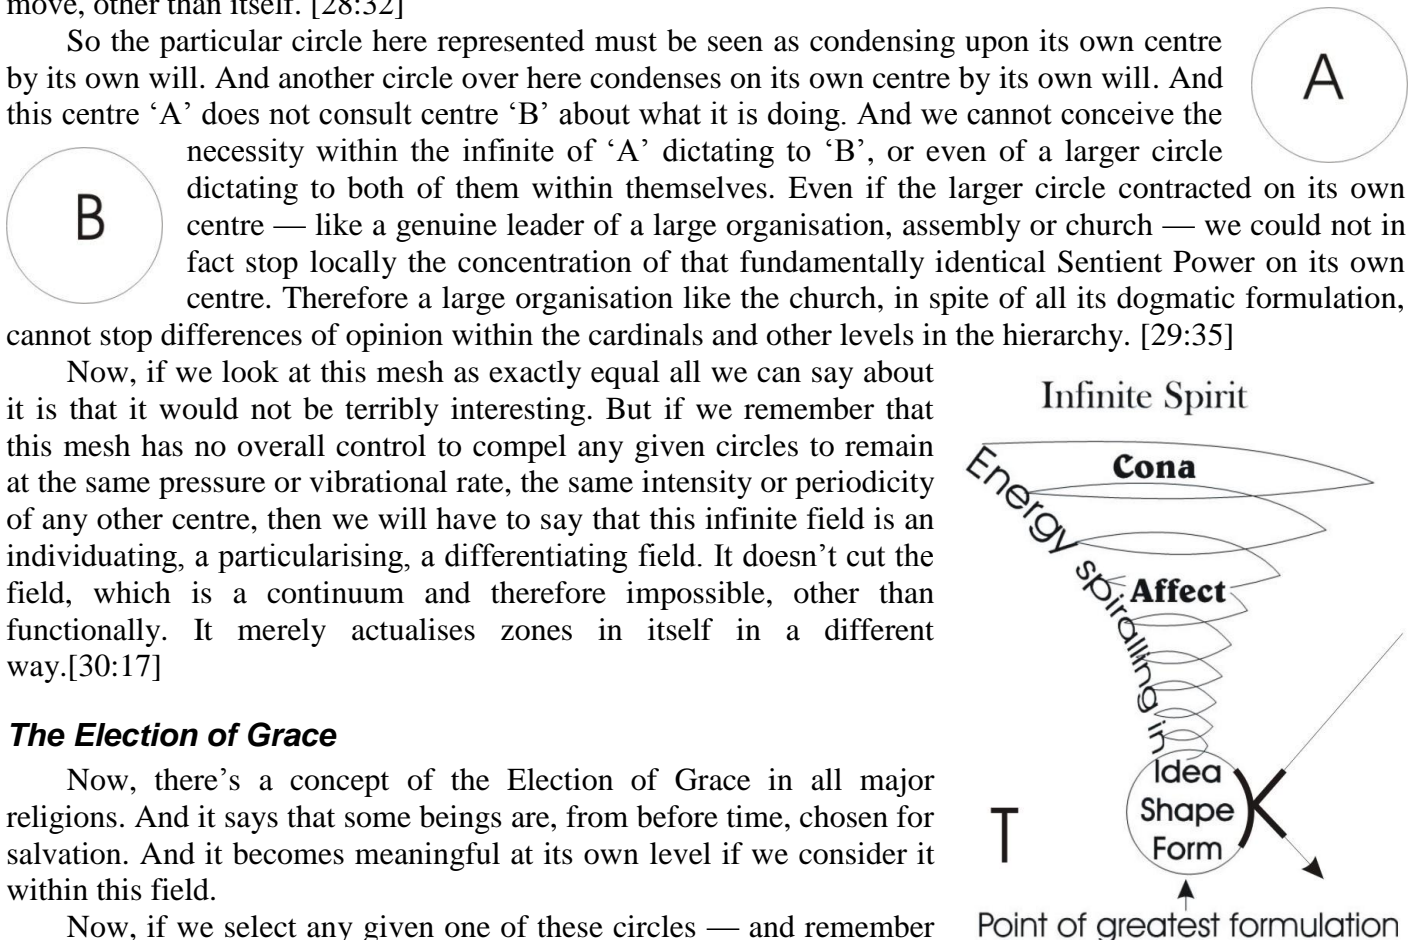 move, other than itself. [28:32]
So the particular circle here represented must be seen as condensing upon its own centre
by its own will. And another circle over here condenses on its own centre by its own will. And
this centre ‘A’ does not consult centre ‘B’ about what it is doing. And we cannot conceive the
necessity within the infinite of ‘A’ dictating to ‘B’, or even of a larger circle
dictating to both of them within themselves. Even if the larger circle contracted on its own
centre — like a genuine leader of a large organisation, assembly or church — we could not in
fact stop locally the concentration of that fundamentally identical Sentient Power on its own
centre. Therefore a large organisation like the church, in spite of all its dogmatic formulation,
cannot stop differences of opinion within the cardinals and other levels in the hierarchy. [29:35]
A
B
Now, if we look at this mesh as exactly equal all we can say about
it is that it would not be terribly interesting. But if we remember that
this mesh has no overall control to compel any given circles to remain
at the same pressure or vibrational rate, the same intensity or periodicity
of any other centre, then we will have to say that this infinite field is an
individuating, a particularising, a differentiating field. It doesn’t cut the
field, which is a continuum and therefore impossible, other than
functionally. It merely actualises zones in itself in a different
way.[30:17]
The Election of Grace
Now, there’s a concept of the Election of Grace in all major
religions. And it says that some beings are, from before time, chosen for
salvation. And it becomes meaningful at its own level if we consider it
within this field.
Now, if we select any given one of these circles — and remember
Infinite Spirit
Cona
Energy spiralling in
Affect
Idea
Shape
Form
T
K
Point of greatest formulation